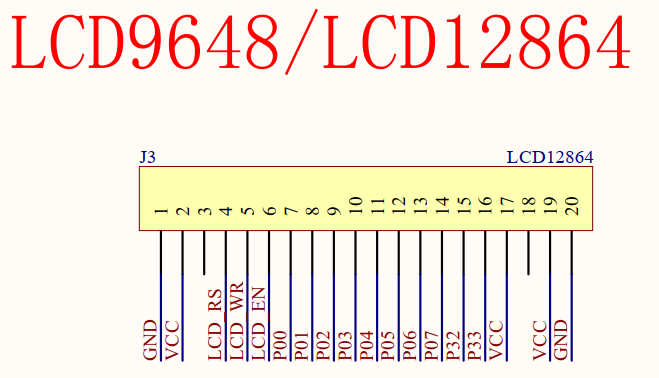 LCD9648/LCD12864
J3 LCD12864
1 2 3 4 5 6 7 8 9 10 11 12 13 14 15 16 17 18 19 20
GND VCC LCD_RS LCD_WR LCD_EN P00 P01 P02 P03 P04 P05 P06 P07 P32 P33 VCC VCC GND